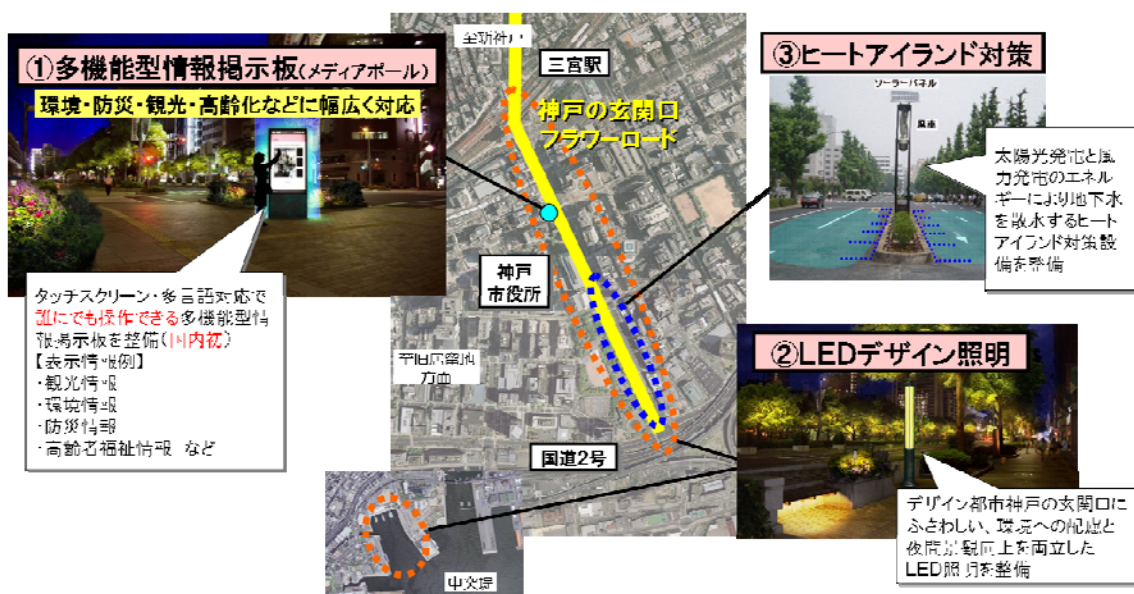 ①多機能型情報掲示板(メディアポール)
環境・防災・観光・高齢化などに幅広く対応
タッチスクリーン・多言語対応で
誰にでも操作できる多機能型情
報掲示板を整備(国内初)
【表示情報例】
・観光情報
・環境情報
・防災情報
・高齢者福祉情報 など
至新神戸
三宮駅
神戸の玄関口
フラワーロード
神戸
市役所
至旧居留地
方面
国道2号
中突堤
③ヒートアイランド対策
ソーラーパネル
風車
太陽光発電と風
力発電のエネル
ギーにより地下水
を散水するヒート
アイランド対策設
備を整備
②LEDデザイン照明
デザイン都市神戸の玄関口に
ふさわしい、環境への配慮と
夜間景観向上を両立した
LED照明を整備